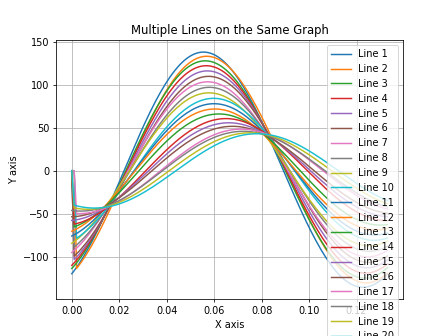 Multiple Lines on the Same Graph
150
100
50
0
−50
−100
Y axis
0.00
0.02
0.04
0.06
0.08
0.10
X axis
Line 1
Line 2
Line 3
Line 4
Line 5
Line 6
Line 7
Line 8
Line 9
Line 10
Line 11
Line 12
Line 13
Line 14
Line 15
Line 16
Line 17
Line 18
Line 19
Line 20